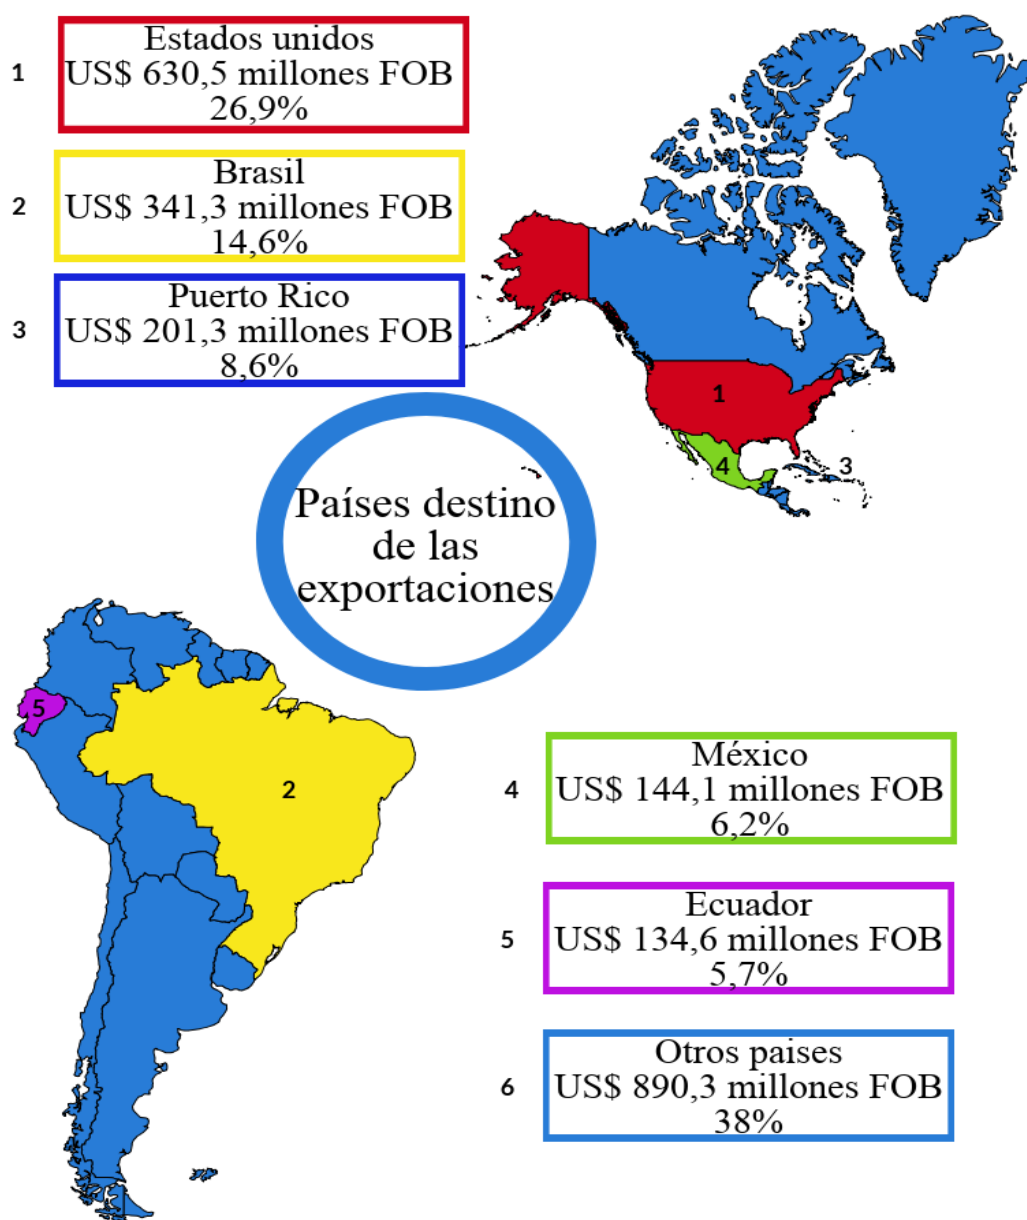 1
Estados unidos
US$ 630,5 millones FOB
26,9%
2
Brasil
US$ 341,3 millones FOB
14,6%
3
Puerto Rico
US$ 201,3 millones FOB
8,6%
1
4
3
Países destino
de las
exportaciones
5
2
4
México
US$ 144,1 millones FOB
6,2%
5
Ecuador
US$ 134,6 millones FOB
5,7%
6
Otros paises
US$ 890,3 millones FOB
38%